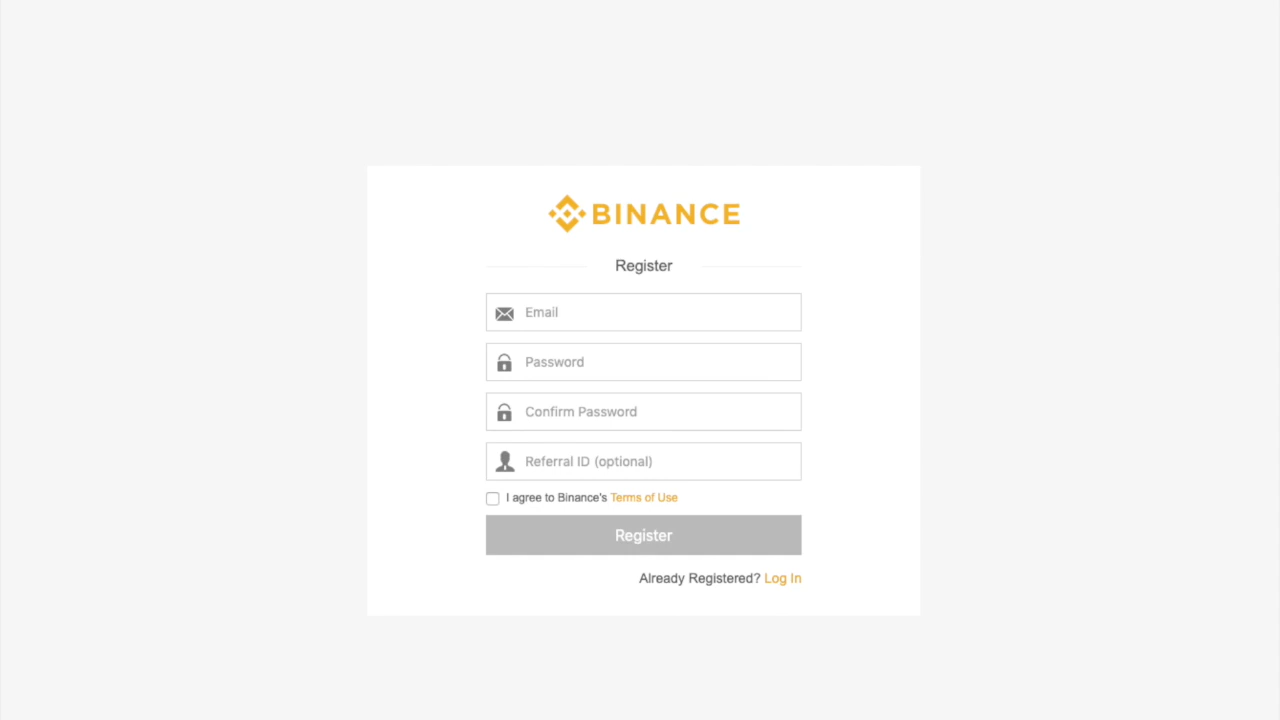 BINANCE
Register
Email
Password
Confirm Password
Referral ID (optional)
I agree to Binance's Terms of Use
Register
Already Registered? Log In